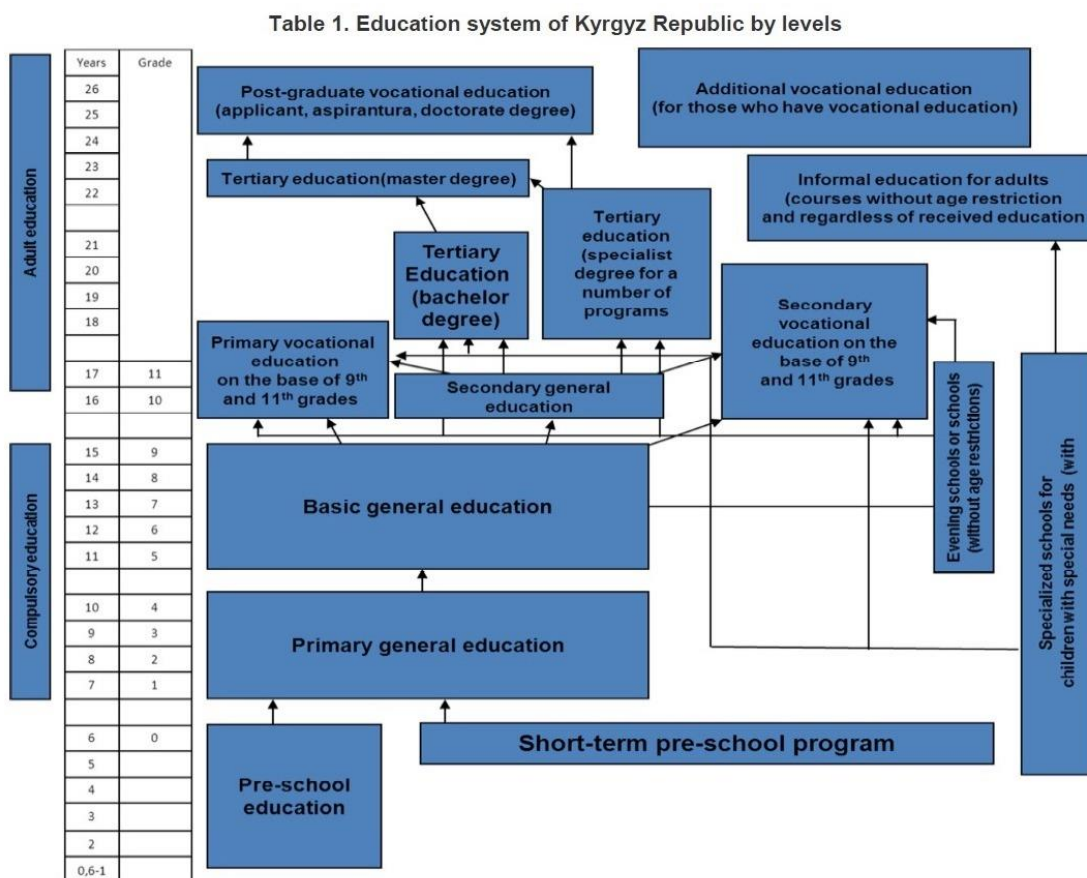 Table 1. Education system of Kyrgyz Republic by levels
Adult education
Compulsory education
Years Grade
26
25
24
23
22
21
20
19
18
17 11
16 10
15 9
14 8
13 7
12 6
11 5
10 4
9 3
8 2
7 1
6 0
5
4
3
2
0,6-1
Post-graduate vocational education
(applicant, aspirantura, doctorate degree)
Additional vocational education
(for those who have vocational education)
Tertiary education(master degree)
Informal education for adults
(courses without age restriction
and regardless of received education
Tertiary
Education
(bachelor
degree)
Tertiary
education
(specialist
degree for a
number of
programs
Secondary
vocational
education on the
base of 9th
and 11th grades
Primary vocational
education
on the base of 9th
and 11th grades
Secondary general
education
Basic general education
Evening schools or schools
(without age restrictions)
Specialized schools for
children with special needs (with
Primary general education
Short-term pre-school program
Pre-school
education